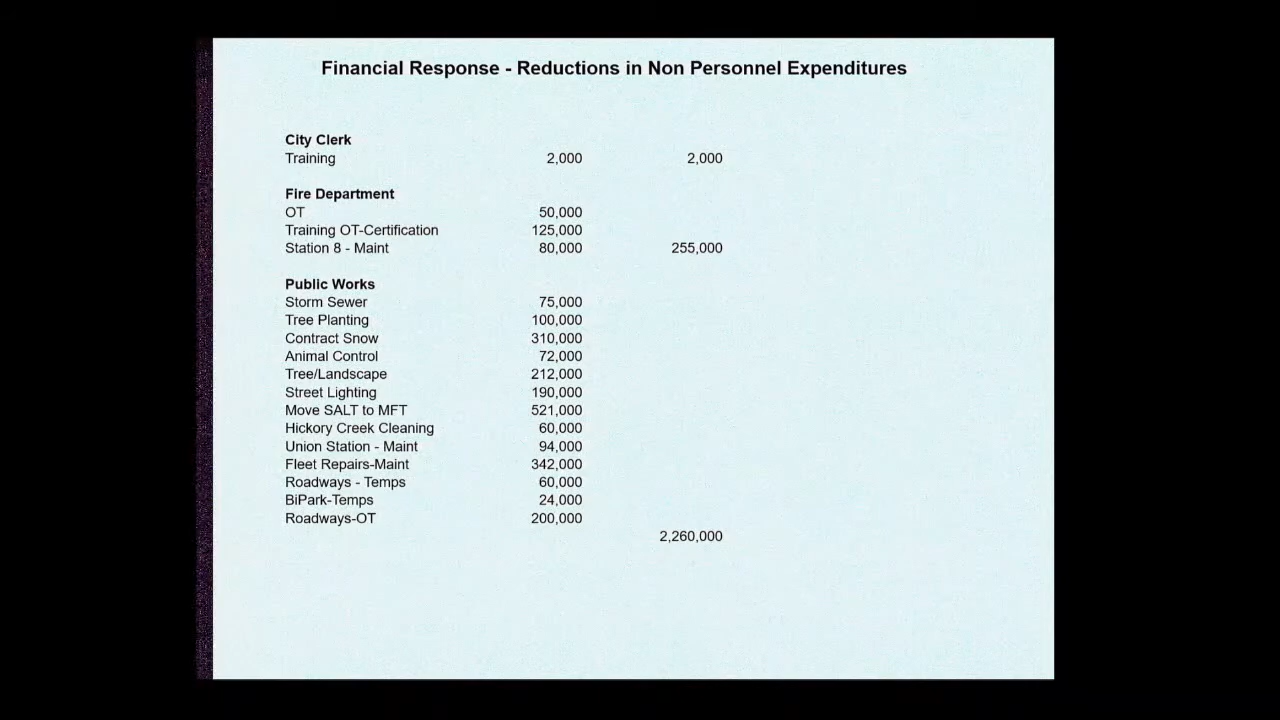 Financial Response - Reductions in Non Personnel Expenditures
City Clerk
Training 2,000 2,000
Fire Department
OT 50,000
Training OT-Certification 125,000
Station 8 - Maint 80,000 255,000
Public Works
Storm Sewer 75,000
Tree Planting 100,000
Contract Snow 310,000
Animal Control 72,000
Tree/Landscape 212,000
Street Lighting 190,000
Move SALT to MFT 521,000
Hickory Creek Cleaning 60,000
Union Station - Maint 94,000
Fleet Repairs-Maint 342,000
Roadways - Temps 60,000
BiPark-Temps 24,000
Roadways-OT 200,000
2,260,000